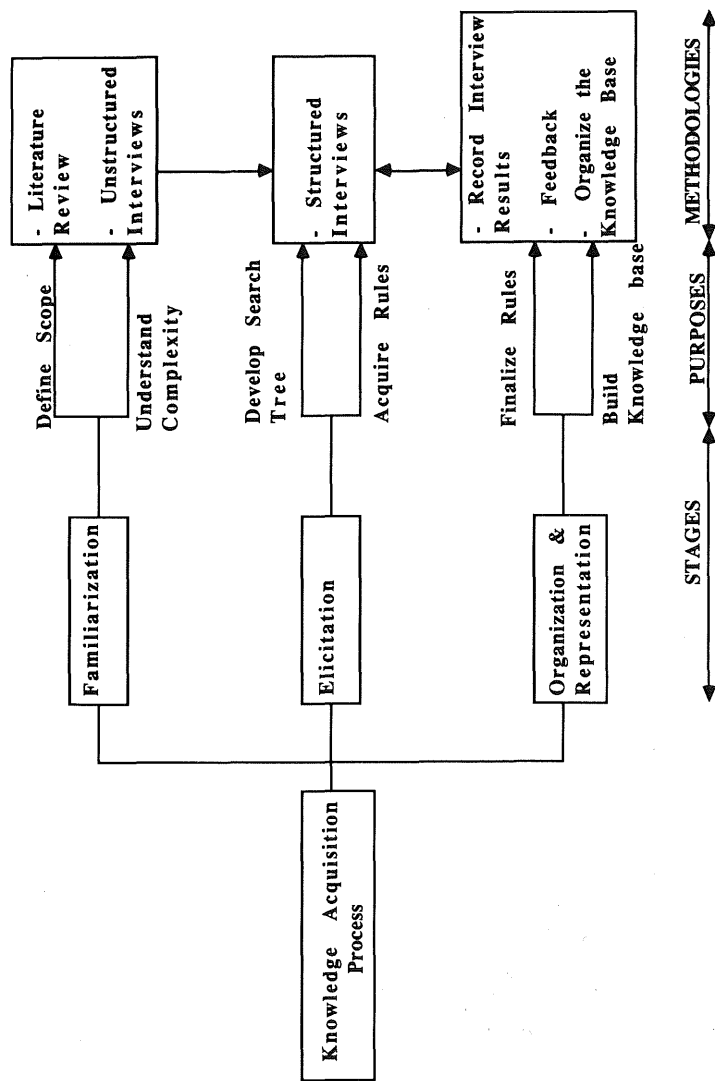 Knowledge Acquisition
Process
Familiarization
Define Scope
Understand
Complexity
- Literature
Review
- Unstructured
Interviews
Elicitation
Develop Search
Tree
Acquire Rules
- Structured
Interviews
Organization &
Representation
Finalize Rules
Build
Knowledge base
- Record Interview
Results
- Feedback
- Organize the
Knowledge Base
STAGES
PURPOSES
METHODOLOGIES